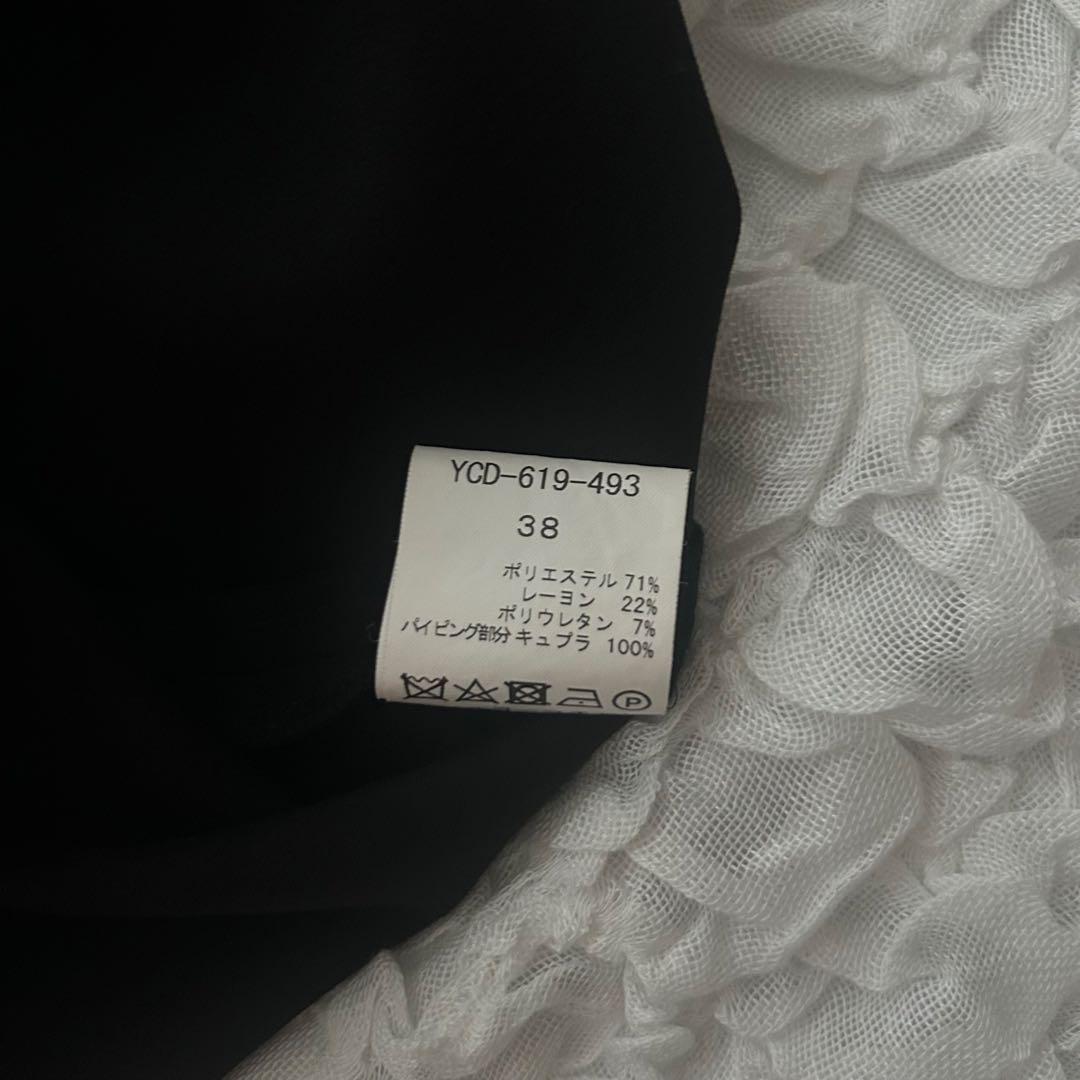 YCD-619-493
38
ポリエステル 71%
レーヨン 22%
ポリウレタン 7%
パイピング部分 キュプラ 100%
P